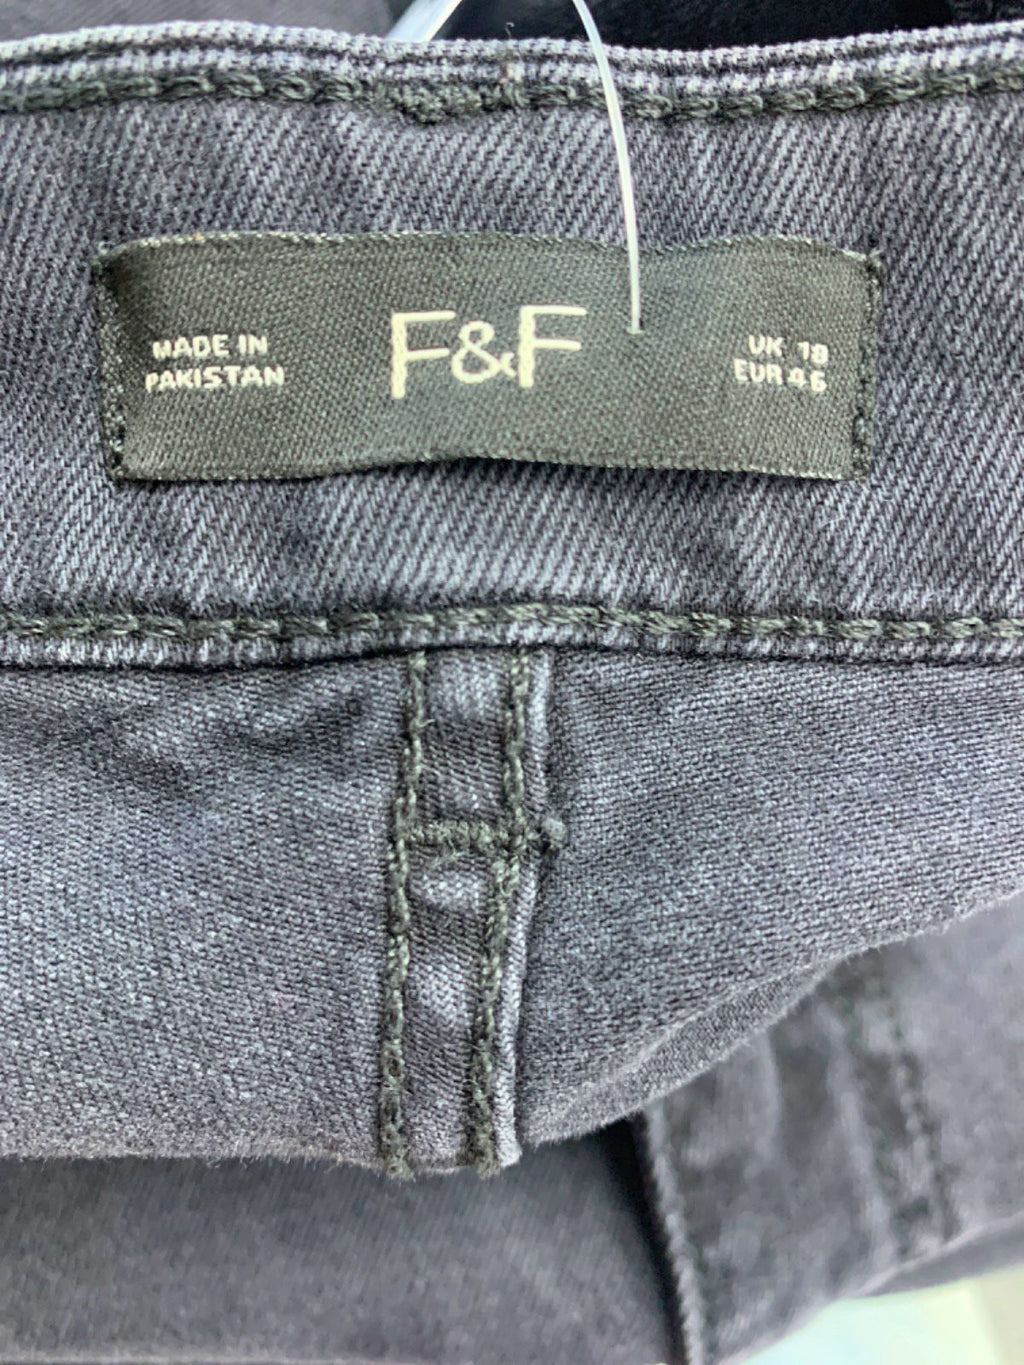 MADE IN
PAKISTAN
F&F
UK 18
EUR 46